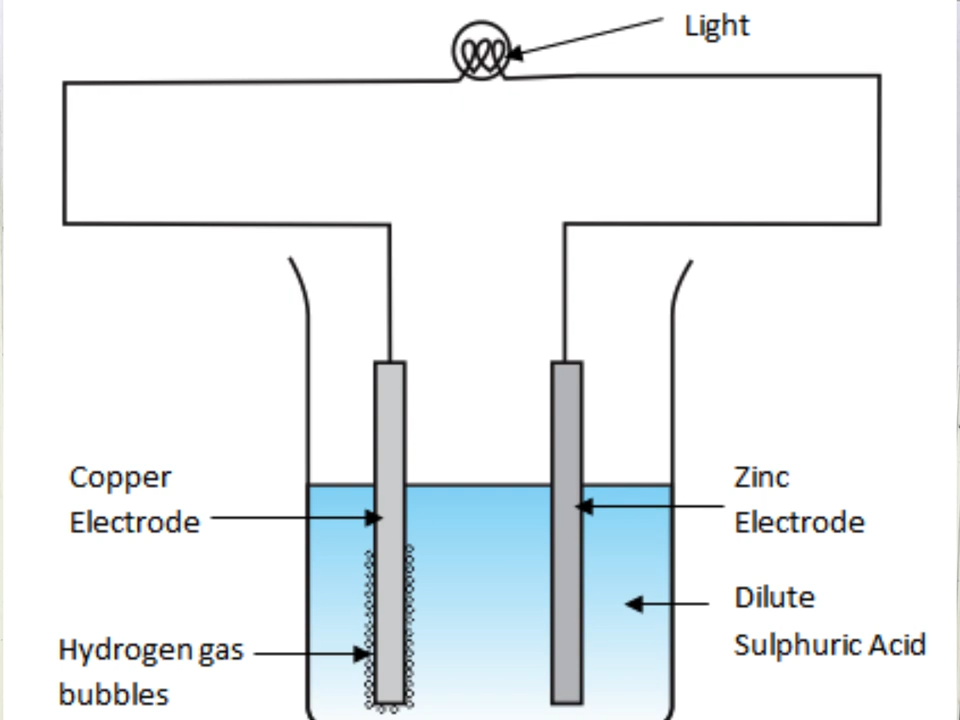 Light
Copper
Electrode
Zinc
Electrode
Dilute
Sulphuric Acid
Hydrogen gas
bubbles